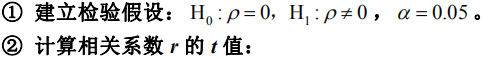 ① 建立检验假设：H₀ : ρ = 0，H₁ : ρ ≠ 0，α = 0.05。
② 计算相关系数 r 的 t 值：